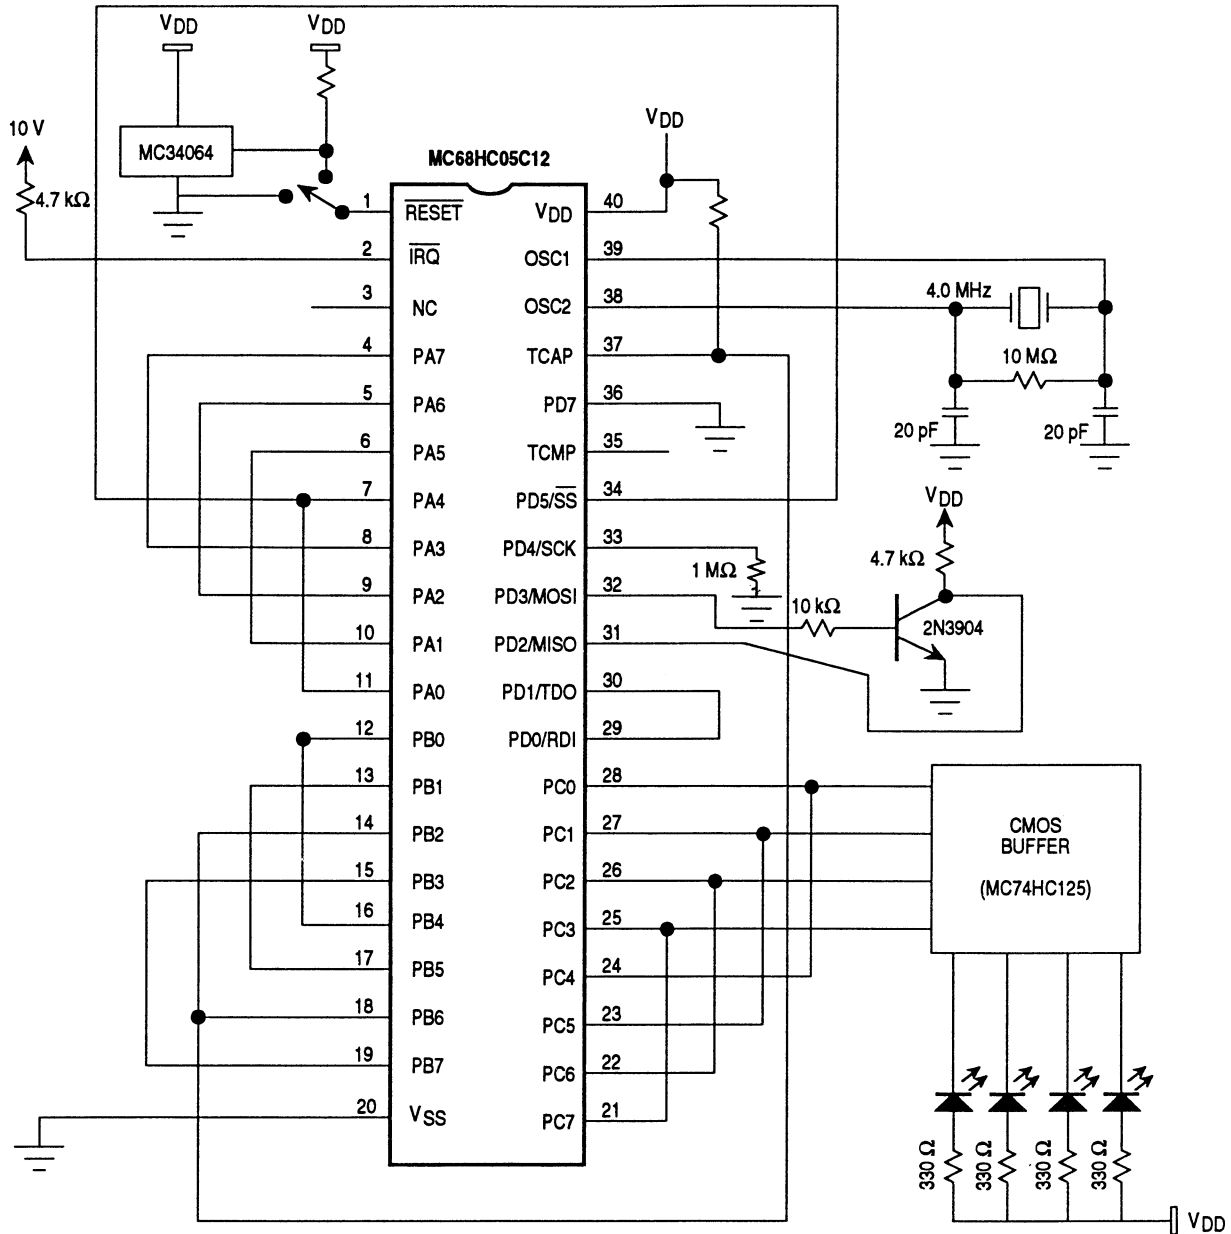 VDD
VDD
10 V
4.7 kΩ
MC34064
VDD
MC68HC05C12
1 RESET
2 IRQ
3 NC
4 PA7
5 PA6
6 PA5
7 PA4
8 PA3
9 PA2
10 PA1
11 PA0
12 PB0
13 PB1
14 PB2
15 PB3
16 PB4
17 PB5
18 PB6
19 PB7
20 VSS
VDD 40
OSC1 39
OSC2 38
TCAP 37
PD7 36
TCMP 35
PD5/SS 34
PD4/SCK 33
PD3/MOSI 32
PD2/MISO 31
PD1/TDO 30
PD0/RDI 29
PC0 28
PC1 27
PC2 26
PC3 25
PC4 24
PC5 23
PC6 22
PC7 21
4.0 MHz
10 MΩ
20 pF
20 pF
VDD
4.7 kΩ
1 MΩ
10 kΩ
2N3904
CMOS
BUFFER
(MC74HC125)
330 Ω
330 Ω
330 Ω
330 Ω
VDD